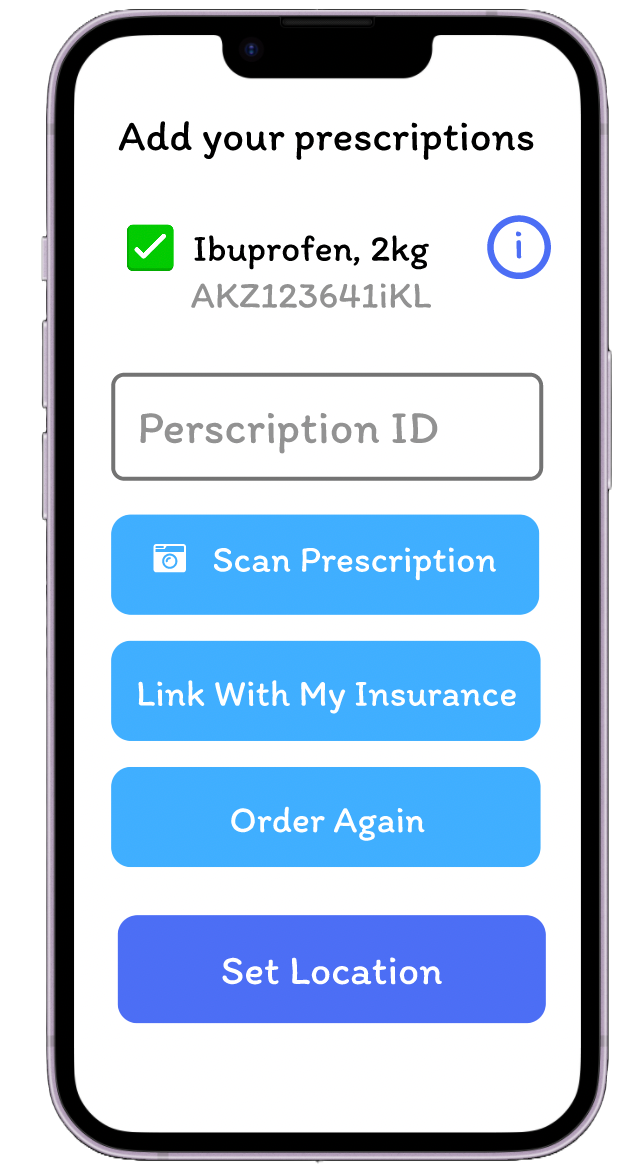 Add your prescriptions
Ibuprofen, 2kg
i
AKZ123641iKL
Perscription ID
Scan Prescription
Link With My Insurance
Order Again
Set Location